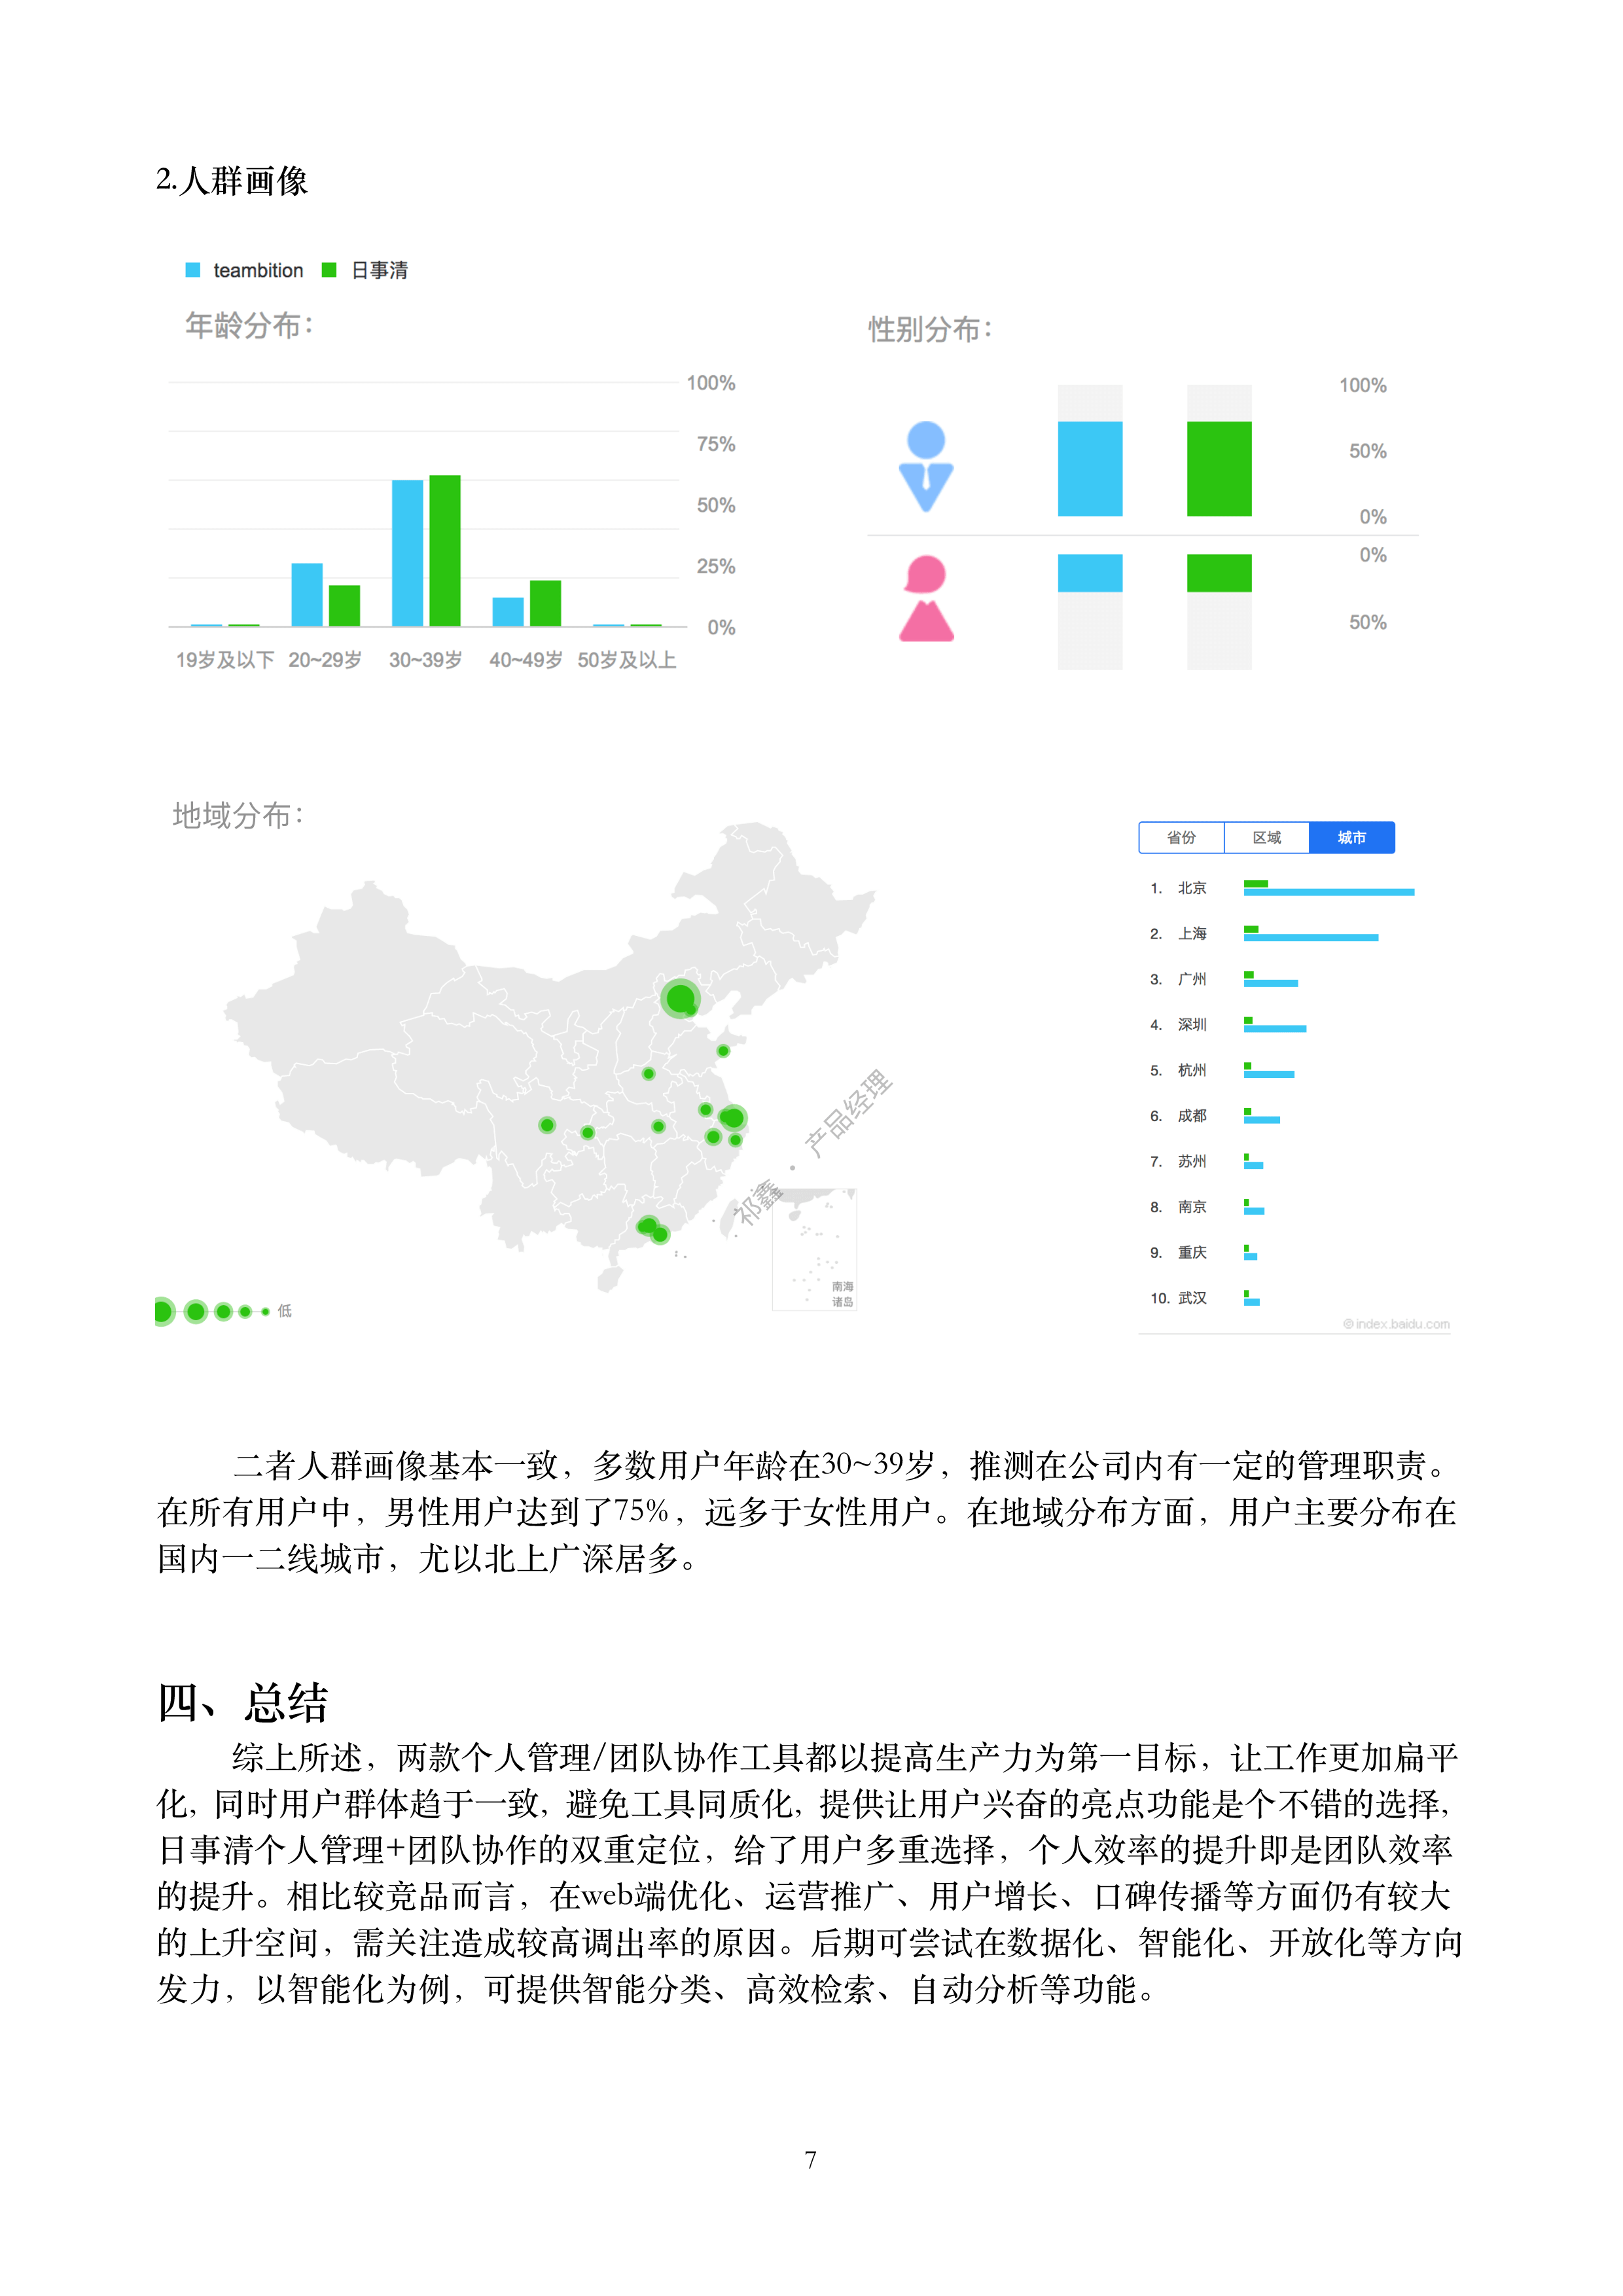 2.人群画像
teambition 日事清
年龄分布：
性别分布：
100%
75%
50%
25%
0%
19岁及以下 20~29岁 30~39岁 40~49岁 50岁及以上
100%
50%
0%
0%
50%
地域分布：
省份 区域 城市
1. 北京
2. 上海
3. 广州
4. 深圳
5. 杭州
6. 成都
7. 苏州
8. 南京
9. 重庆
10. 武汉
祁鑫 · 产品经理
南海
诸岛
低
©index.baidu.com
二者人群画像基本一致，多数用户年龄在30~39岁，推测在公司内有一定的管理职责。
在所有用户中，男性用户达到了75%，远多于女性用户。在地域分布方面，用户主要分布在
国内一二线城市，尤以北上广深居多。
四、总结
综上所述，两款个人管理/团队协作工具都以提高生产力为第一目标，让工作更加扁平
化，同时用户群体趋于一致，避免工具同质化，提供让用户兴奋的亮点功能是个不错的选择，
日事清个人管理+团队协作的双重定位，给了用户多重选择，个人效率的提升即是团队效率
的提升。相比较竞品而言，在web端优化、运营推广、用户增长、口碑传播等方面仍有较大
的上升空间，需关注造成较高调出率的原因。后期可尝试在数据化、智能化、开放化等方向
发力，以智能化为例，可提供智能分类、高效检索、自动分析等功能。
7